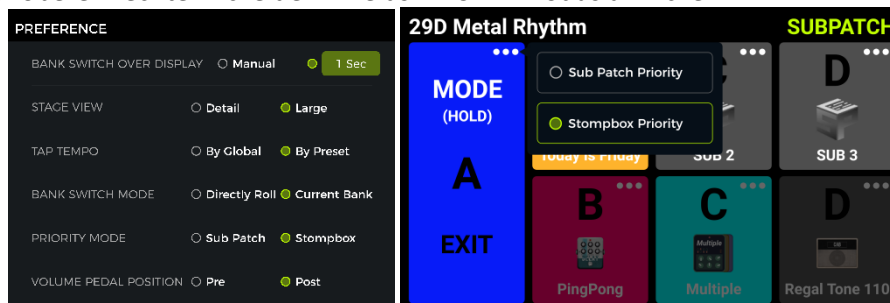 PREFERENCE
BANK SWITCH OVER DISPLAY Manual 1 Sec
STAGE VIEW Detail Large
TAP TEMPO By Global By Preset
BANK SWITCH MODE Directly Roll Current Bank
PRIORITY MODE Sub Patch Stompbox
VOLUME PEDAL POSITION Pre Post
29D Metal Rhythm SUBPATCH
MODE
(HOLD)
A
EXIT
Sub Patch Priority
Stompbox Priority
Today is Friday
SUB 2
D
SUB 3
B
PingPong
C
Multiple
Multiple
D
Regal Tone 110